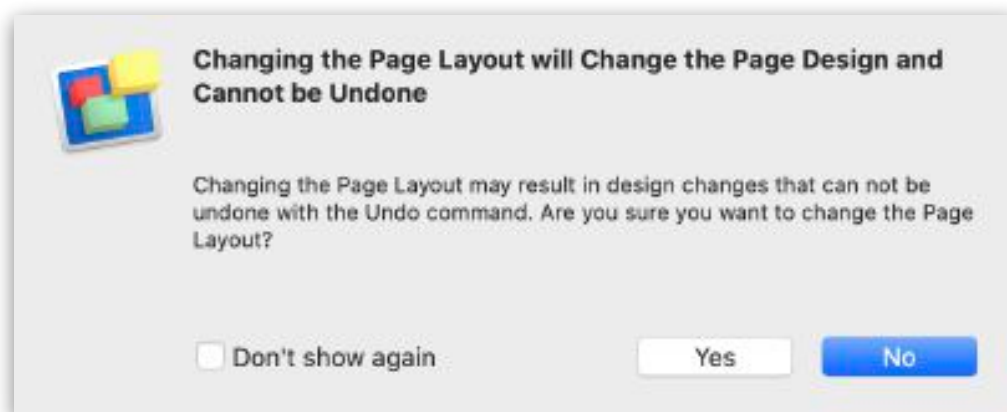 Changing the Page Layout will Change the Page Design and
Cannot be Undone
Changing the Page Layout may result in design changes that can not be
undone with the Undo command. Are you sure you want to change the Page
Layout?
Don't show again
Yes
No